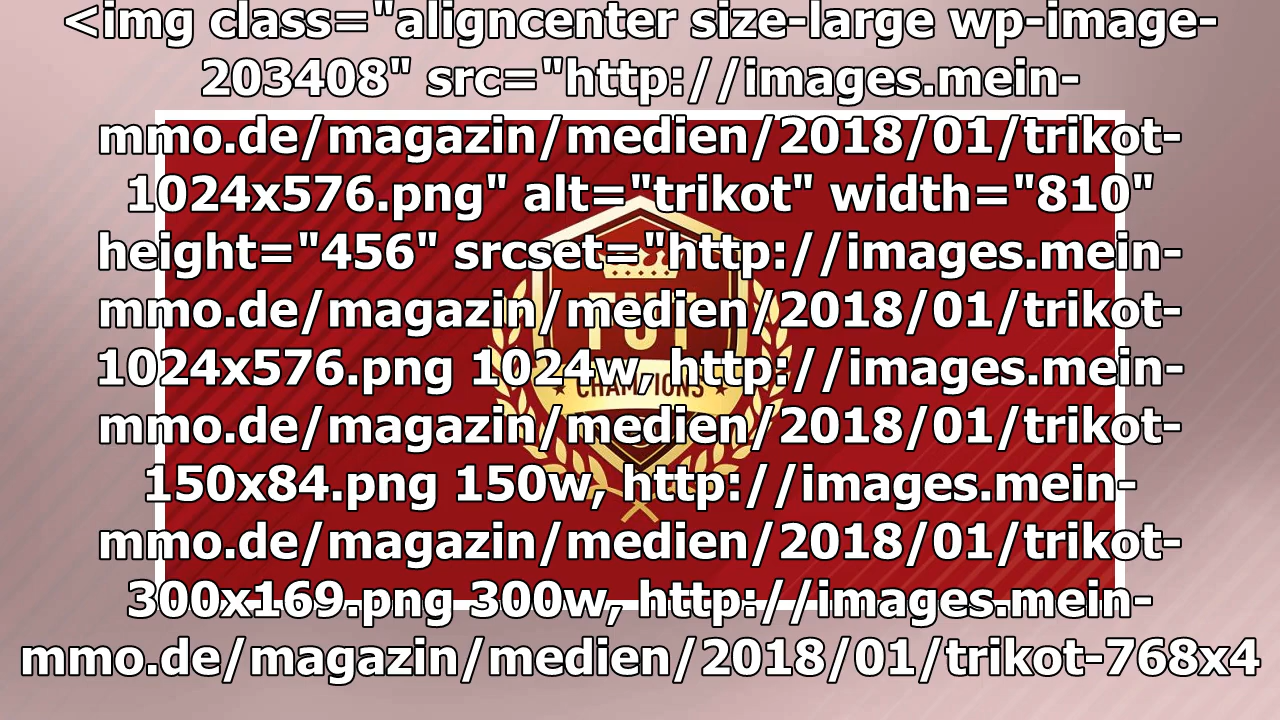 <img class="aligncenter size-large wp-image-
203408" src="http://images.mein-
mmo.de/magazin/medien/2018/01/trikot-
1024x576.png" alt="trikot" width="810"
height="456" srcset="http://images.mein-
mmo.de/magazin/medien/2018/01/trikot-
1024x576.png 1024w, http://images.mein-
mmo.de/magazin/medien/2018/01/trikot-
150x84.png 150w, http://images.mein-
mmo.de/magazin/medien/2018/01/trikot-
300x169.png 300w, http://images.mein-
mmo.de/magazin/medien/2018/01/trikot-768x4
FUT
CHAMPIONS